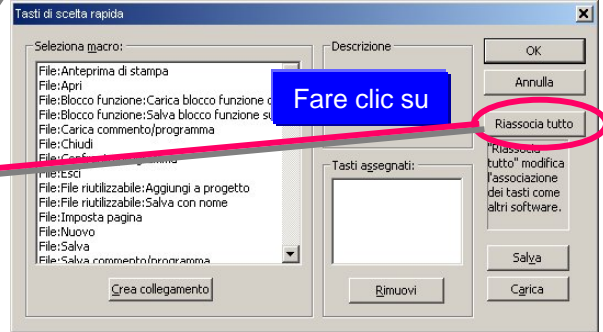 Tasti di scelta rapida
Seleziona macro:
File:Anteprima di stampa
File:Apri
File:Blocco funzione:Carica blocco funzione
File:Blocco funzione:Salva blocco funzione
File:Carica commento/programma
File:Chiudi
File:Esci
File:File riutilizzabile:Aggiungi a progetto
File:File riutilizzabile:Salva con nome
File:Imposta pagina
File:Nuovo
File:Salva
File:Salva commento/programma
Crea collegamento
Descrizione
Fare clic su
Tasti assegnati:
Rimuovi
OK
Annulla
Riassocia tutto
"Riassocia
tutto" modifica
l'associazione
dei tasti come
altri software.
Salva
Carica